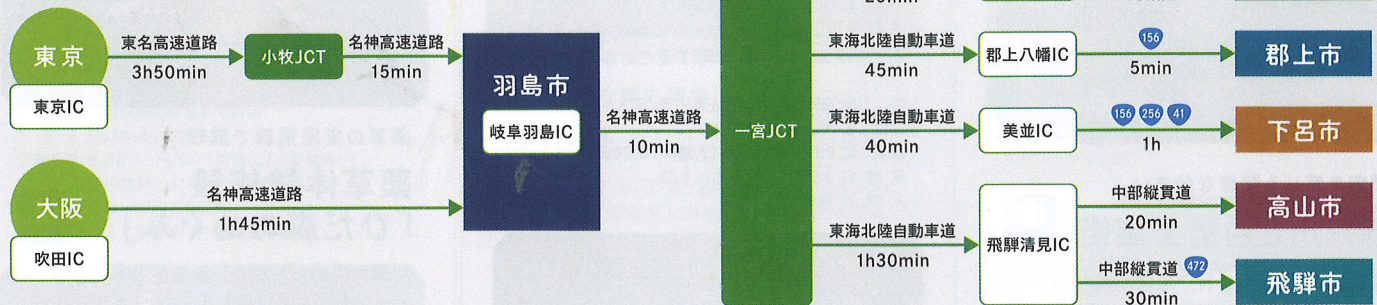 東京
東京IC
東名高速道路
3h50min
小牧JCT
名神高速道路
15min
大阪
吹田IC
名神高速道路
1h45min
羽島市
岐阜羽島IC
名神高速道路
10min
一宮JCT
東海北陸自動車道
45min
郡上八幡IC
156
5min
郡上市
東海北陸自動車道
40min
美並IC
156 256 41
1h
下呂市
東海北陸自動車道
1h30min
飛騨清見IC
中部縦貫道
20min
高山市
中部縦貫道 472
30min
飛騨市